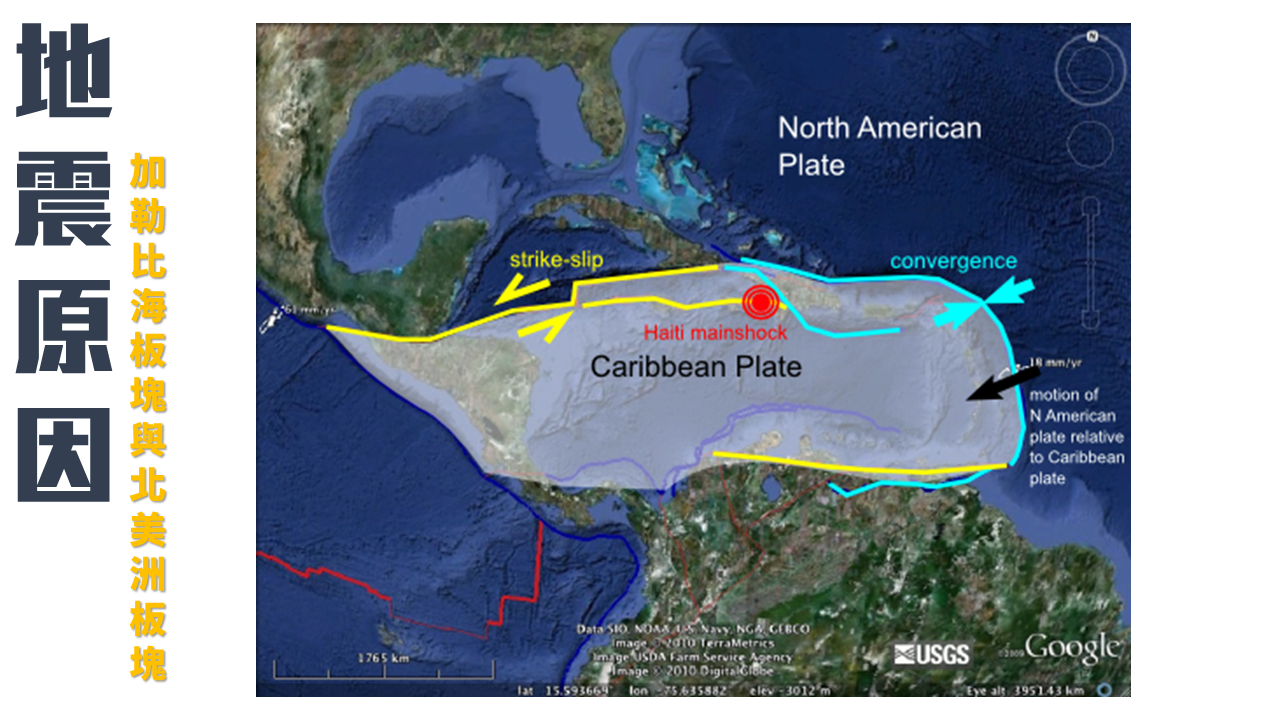 地震原因
加勒比海板塊與北美洲板塊
N
North American
Plate
strike-slip
convergence
Haiti mainshock
Caribbean Plate
18 mm/yr
motion of
N American
plate relative
to Caribbean
plate
Data SIO, NOAA, U.S. Navy, NGA, GEBCO
Image © 2010 TerraMetrics
Image USDA Farm Service Agency
Image © 2010 DigitalGlobe
1765 km
USGS
©2009 Google
lat 15.593669° lon -75.635882° elev -3012 m
Eye alt 3951.43 km